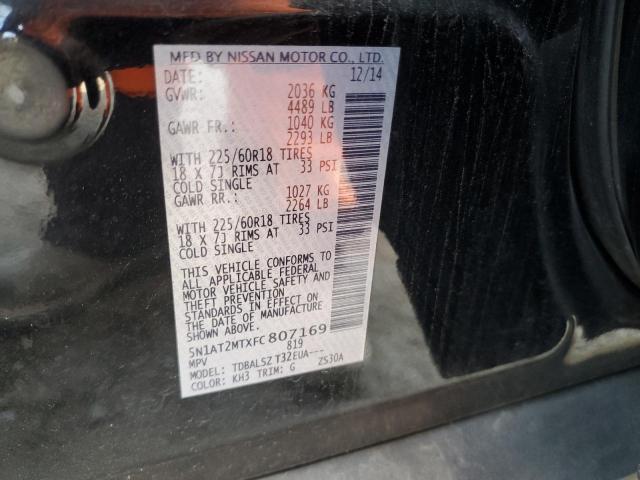 MFD BY NISSAN MOTOR CO., LTD.
DATE: 12/14
GVWR: 2036 KG
4489 LB
GAWR FR.: 1040 KG
2293 LB
WITH 225/60R18 TIRES
18 X 7J RIMS AT 33 PSI
COLD SINGLE
GAWR RR.: 1027 KG
2264 LB
WITH 225/60R18 TIRES
18 X 7J RIMS AT 33 PSI
COLD SINGLE
THIS VEHICLE CONFORMS TO
ALL APPLICABLE FEDERAL
MOTOR VEHICLE SAFETY AND
THEFT PREVENTION
STANDARDS IN EFFECT ON
THE DATE OF MANUFACTURE
SHOWN ABOVE.
5N1AT2MTXFC807169
MPV 819
MODEL: TDBALSZ T32EUA---
COLOR: KH3 TRIM: G ZS30A